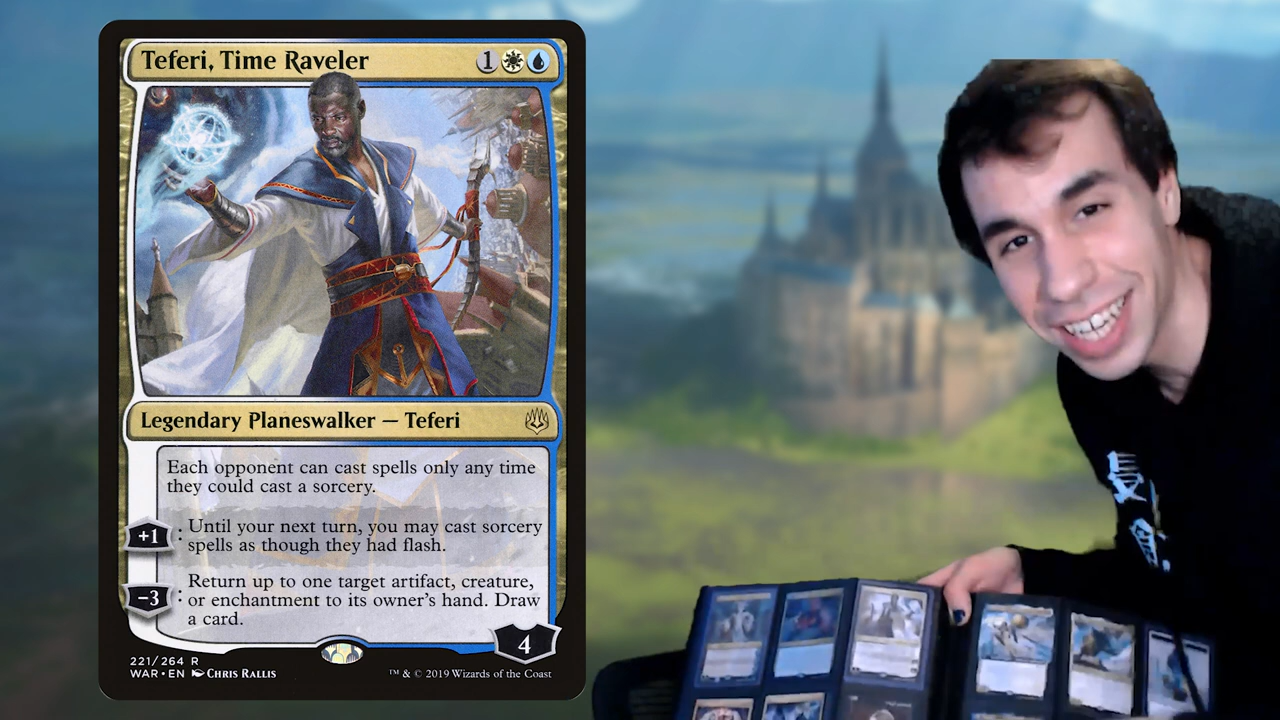 Teferi, Time Raveler 1
Legendary Planeswalker — Teferi
Each opponent can cast spells only any time
they could cast a sorcery.
+1: Until your next turn, you may cast sorcery
spells as though they had flash.
−3: Return up to one target artifact, creature,
or enchantment to its owner's hand. Draw
a card.
4
221/264 R
WAR • EN Chris Rallis
™ & © 2019 Wizards of the Coast